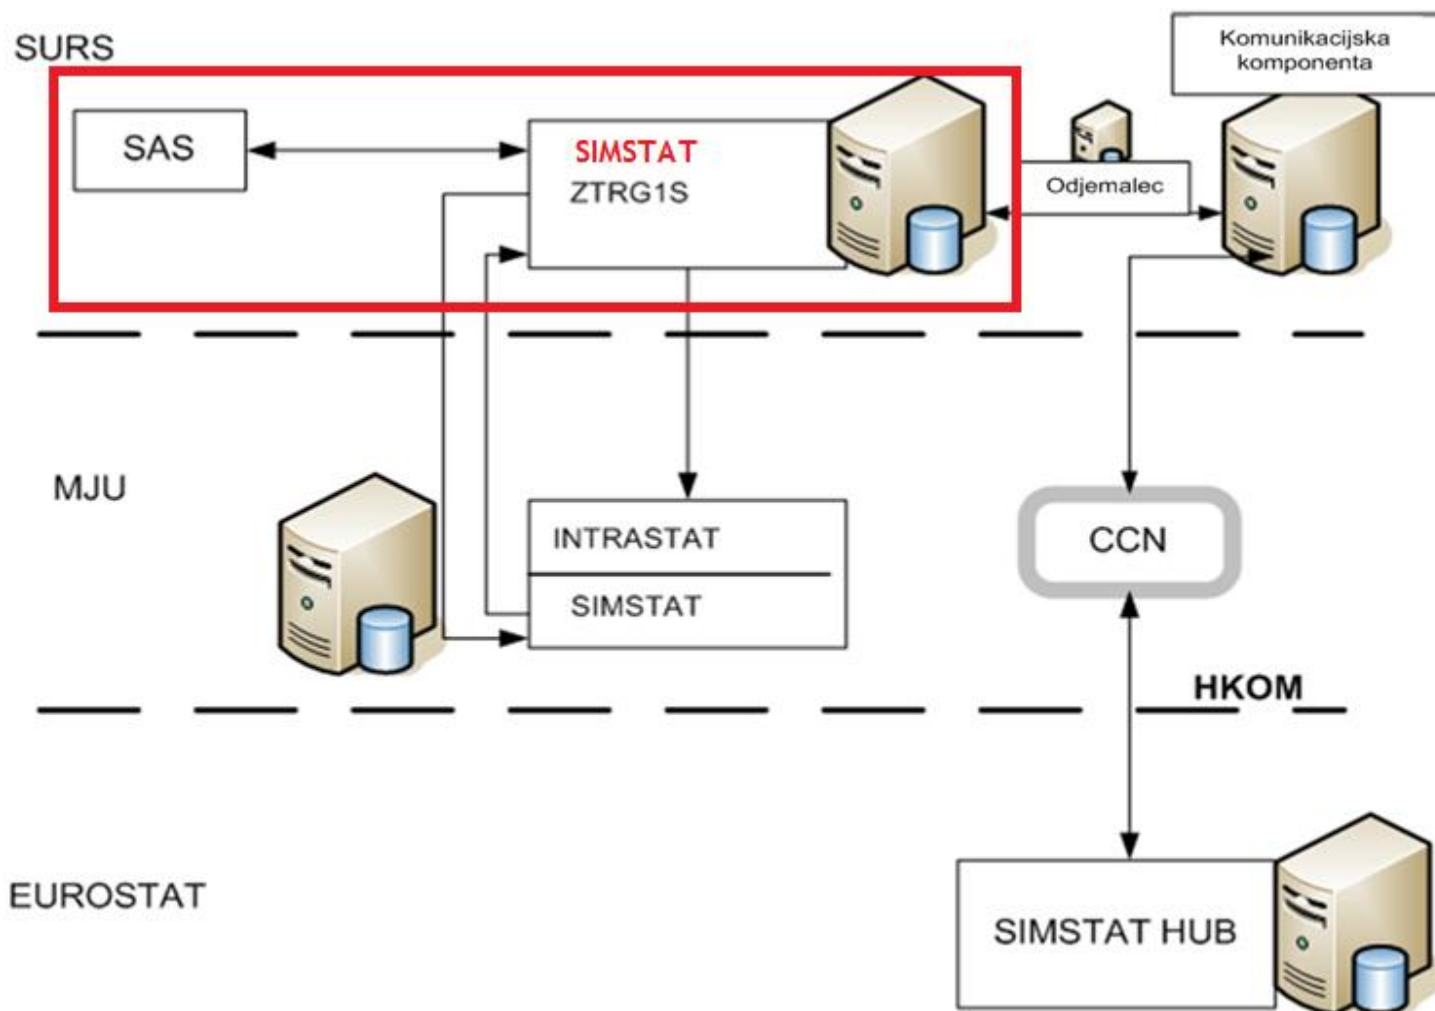 SURS
Komunikacijska
komponenta
SAS
SIMSTAT
ZTRG1S
Odjemalec
MJU
INTRASTAT
SIMSTAT
CCN
HKOM
EUROSTAT
SIMSTAT HUB